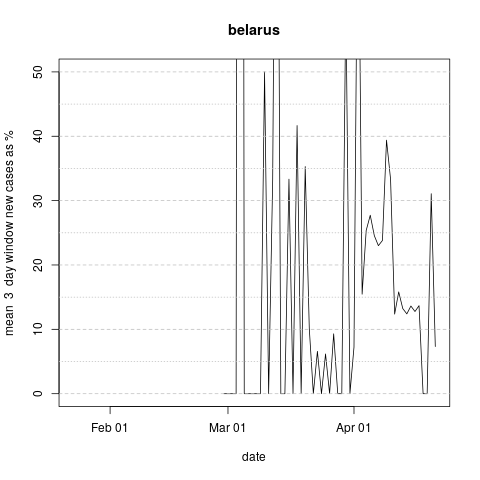 belarus
mean 3 day window new cases as %
50
40
30
20
10
0
Feb 01
Mar 01
Apr 01
date